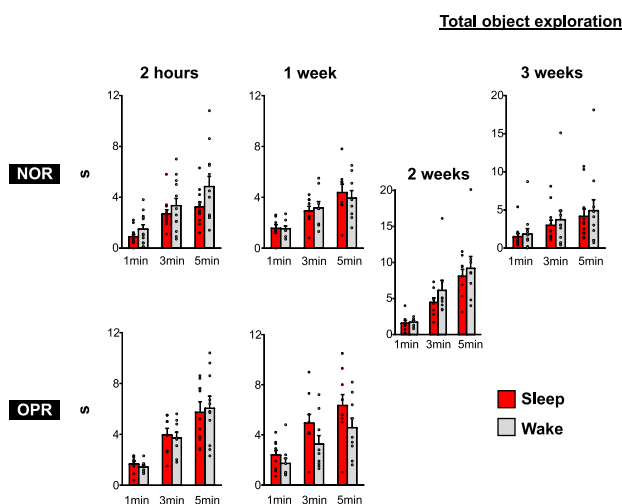 Total object exploration
2 hours
1 week
3 weeks
12
8
4
0
1min 3min 5min
12
8
4
0
1min 3min 5min
20
15
10
5
0
1min 3min 5min
NOR
s
2 weeks
20
15
10
5
0
1min 3min 5min
12
8
4
0
1min 3min 5min
12
8
4
0
1min 3min 5min
OPR
s
Sleep
Wake